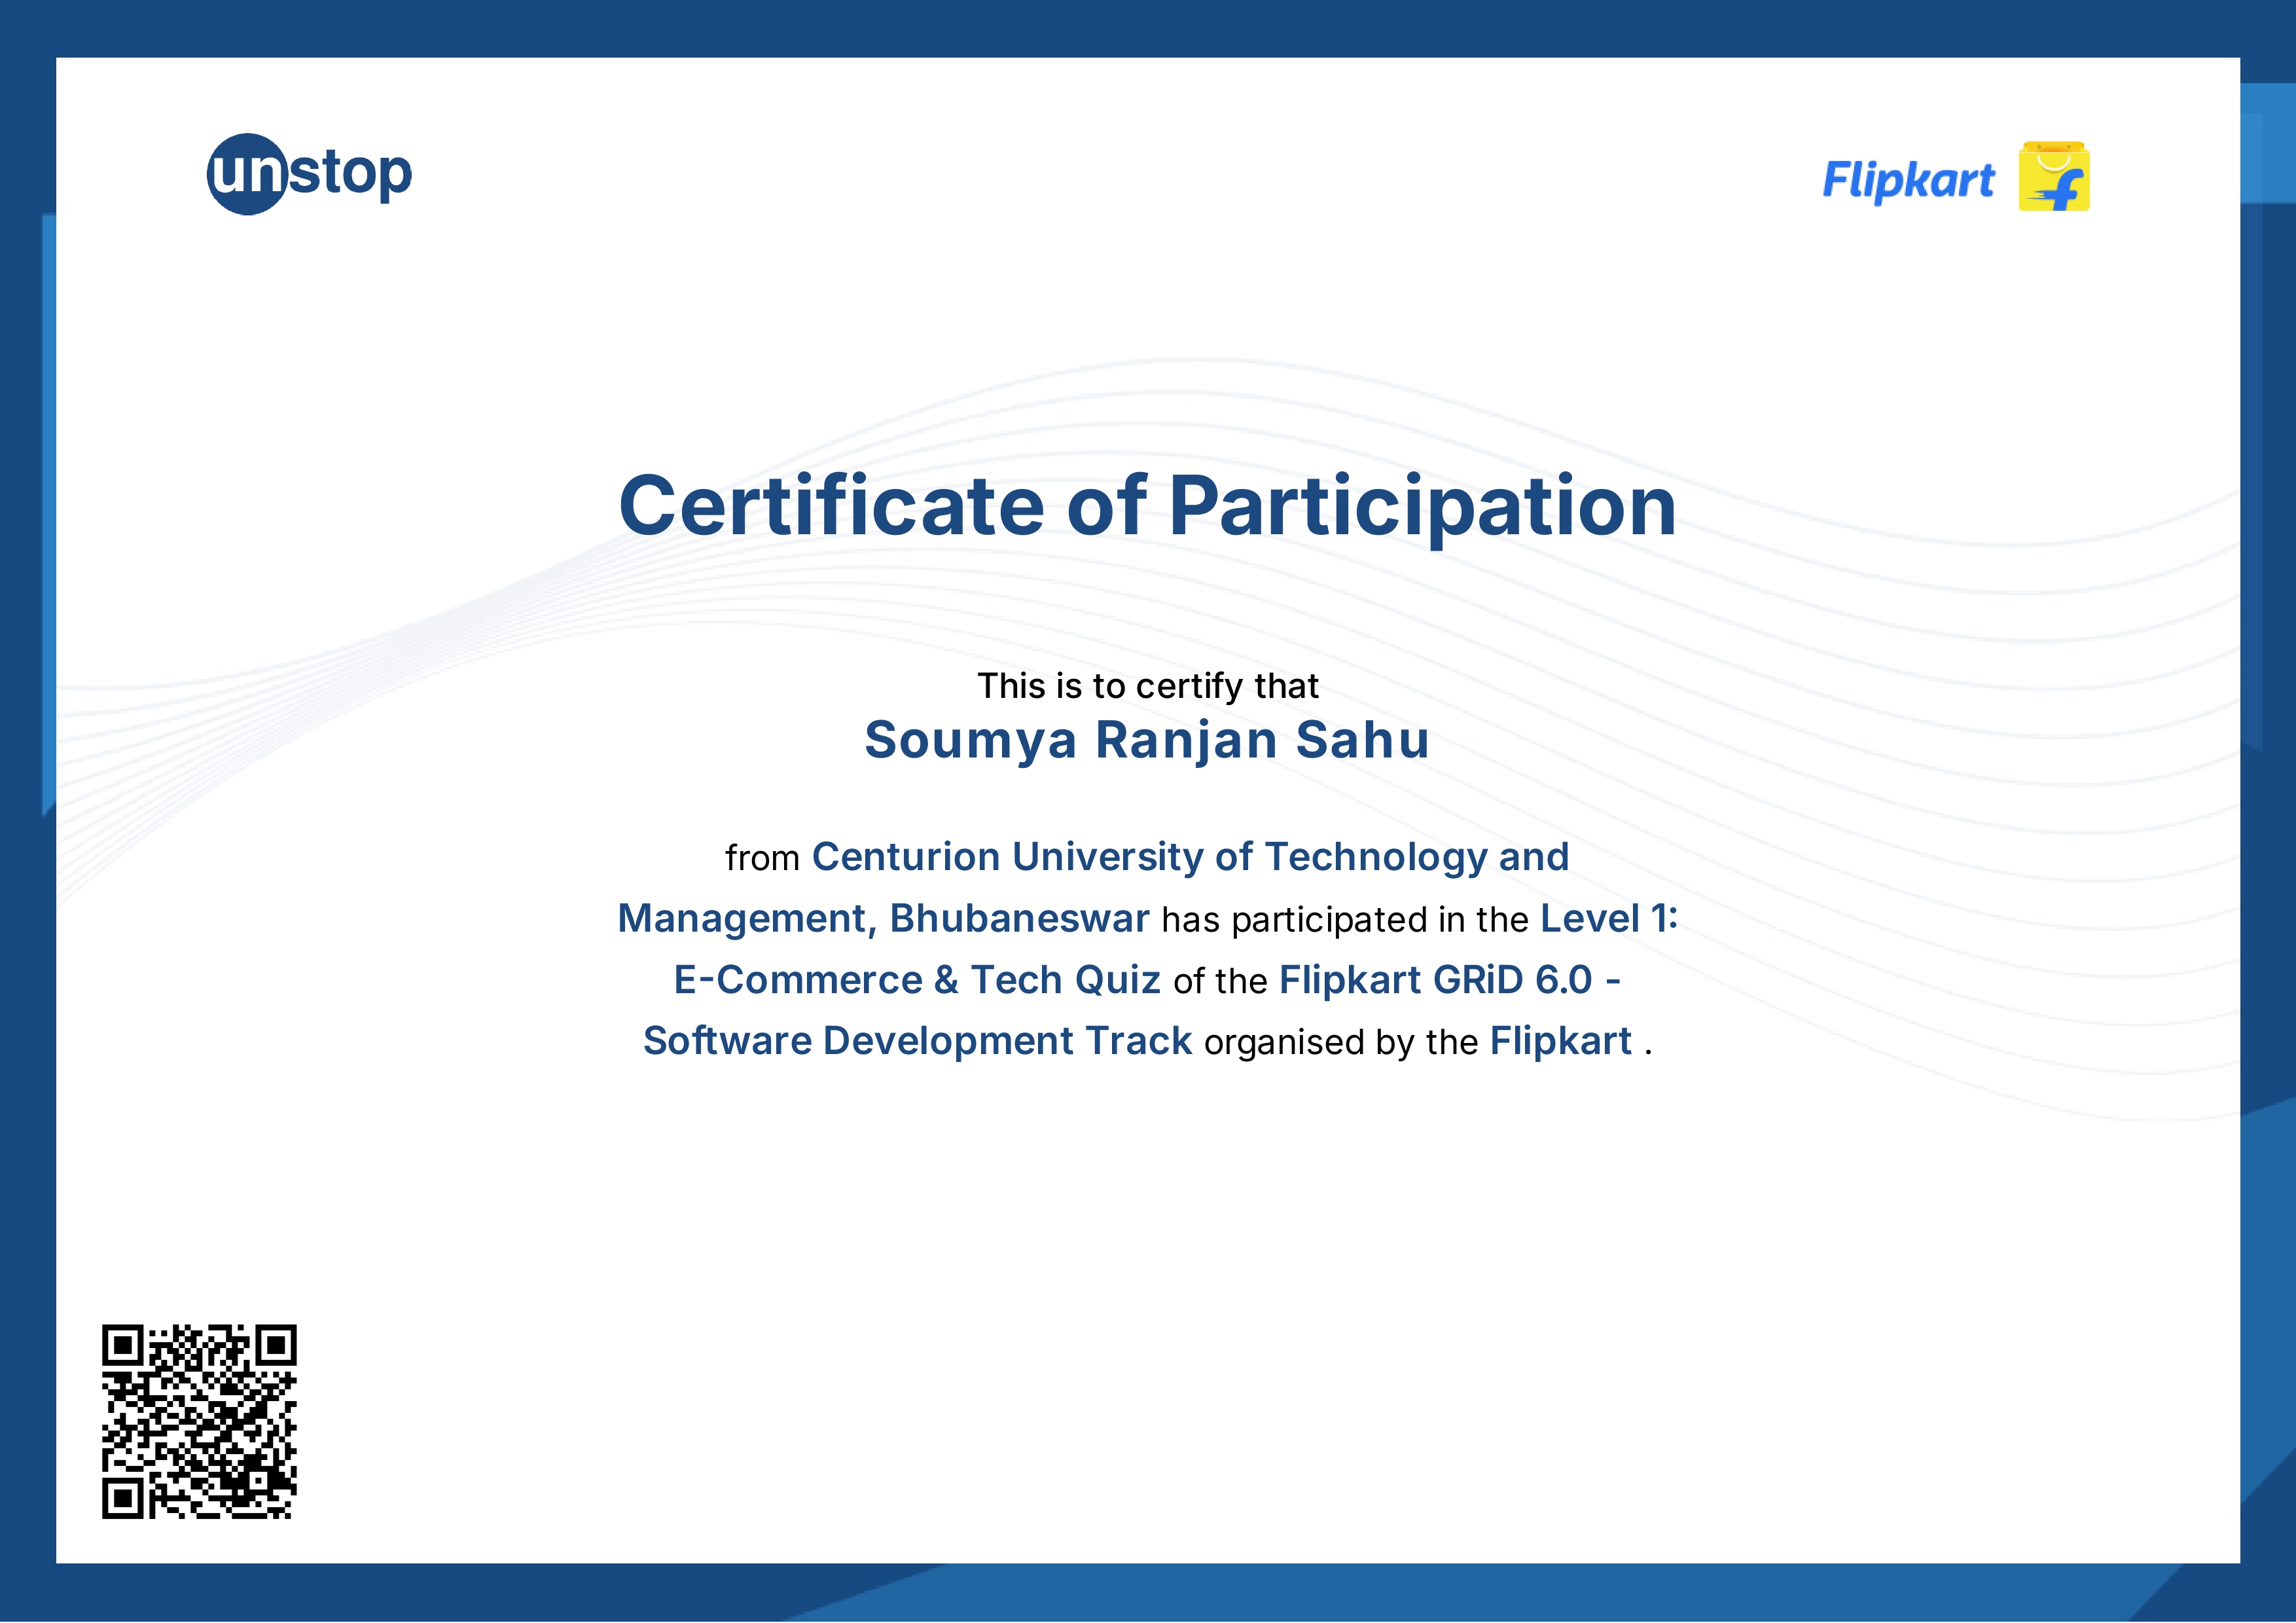 unstop
Flipkart
Certificate of Participation
This is to certify that
Soumya Ranjan Sahu
from Centurion University of Technology and
Management, Bhubaneswar has participated in the Level 1:
E-Commerce & Tech Quiz of the Flipkart GRiD 6.0 -
Software Development Track organised by the Flipkart .